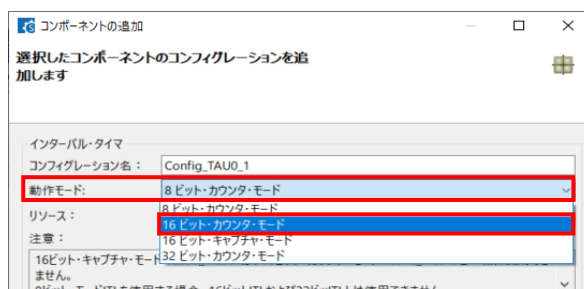 コンポーネントの追加
選択したコンポーネントのコンフィグレーションを追
加します
インターバル・タイマ
コンフィグレーション名： Config_TAU0_1
動作モード: 8 ビット・カウンタ・モード
リソース：
8 ビット・カウンタ・モード
16 ビット・カウンタ・モード
注意：
16 ビット・キャプチャ・モード
32 ビット・カウンタ・モード
16ビット・キャプチャ・モー
ません。